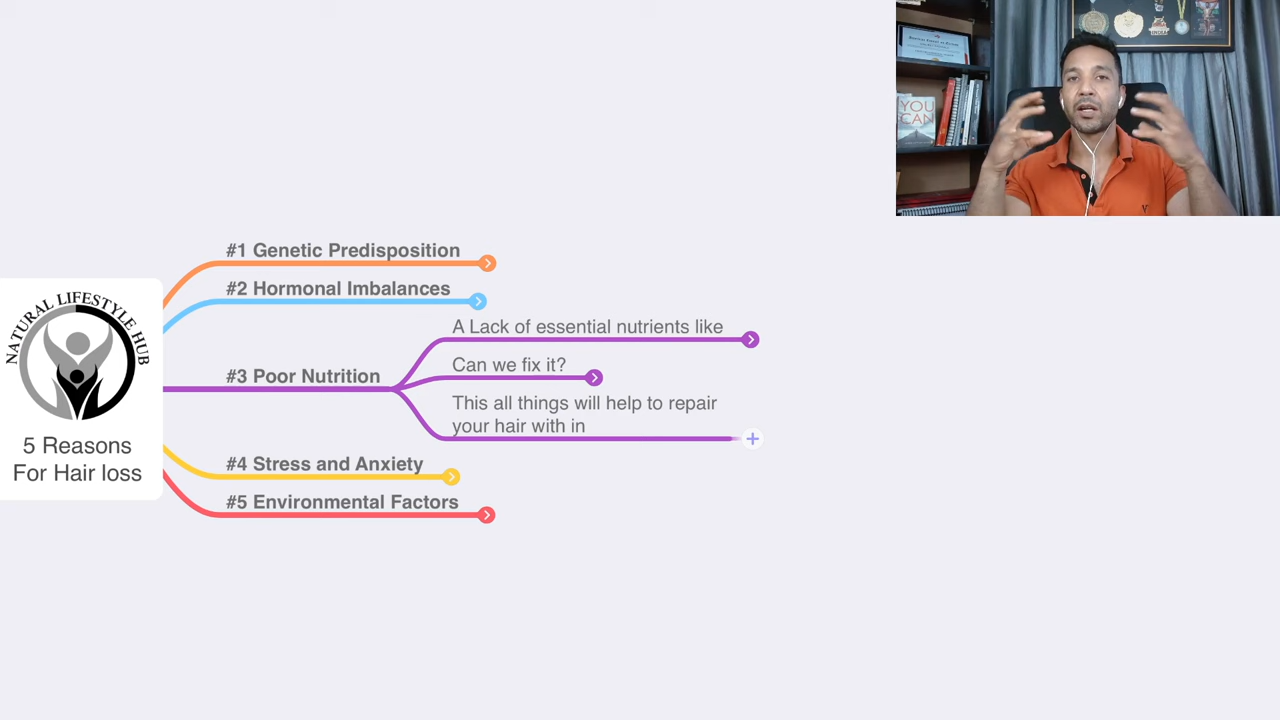 YOU
CAN
#1 Genetic Predisposition
#2 Hormonal Imbalances
A Lack of essential nutrients like
Can we fix it?
#3 Poor Nutrition
This all things will help to repair
your hair with in
NATURAL LIFESTYLE HUB
5 Reasons
For Hair loss
#4 Stress and Anxiety
#5 Environmental Factors